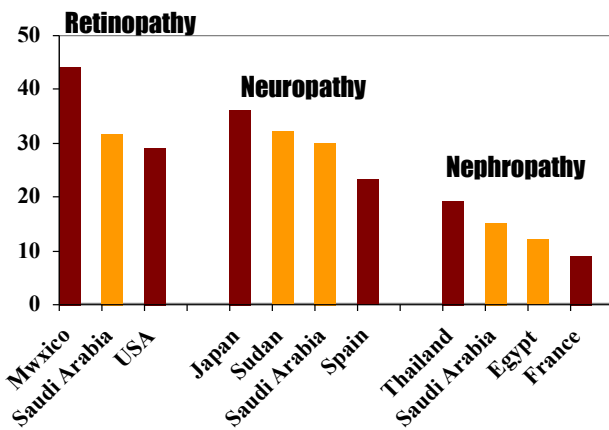 Retinopathy
50
40
30
20
10
0
Neuropathy
Nephropathy
Mwxico
Saudi Arabia
USA
Japan
Sudan
Saudi Arabia
Spain
Thailand
Saudi Arabia
Egypt
France